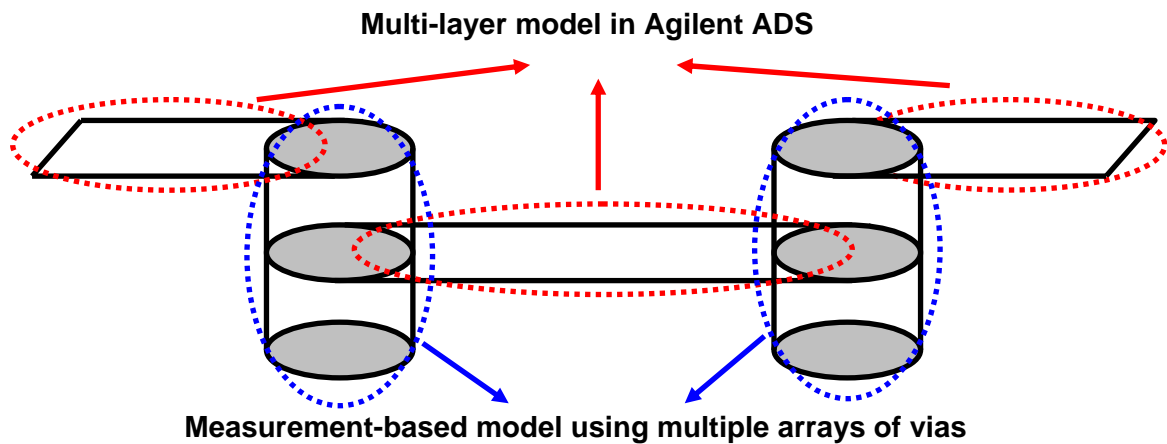 Multi-layer model in Agilent ADS
Measurement-based model using multiple arrays of vias